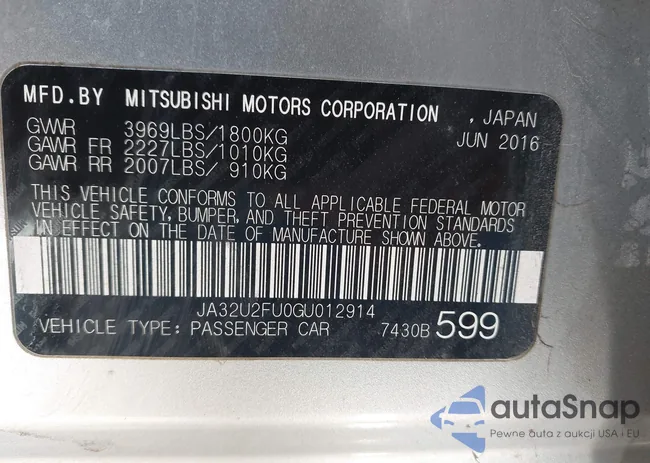 MFD.BY MITSUBISHI MOTORS CORPORATION , JAPAN
GVWR 3969LBS/1800KG JUN 2016
GAWR FR 2227LBS/1010KG
GAWR RR 2007LBS/ 910KG
THIS VEHICLE CONFORMS TO ALL APPLICABLE FEDERAL MOTOR
VEHICLE SAFETY, BUMPER, AND THEFT PREVENTION STANDARDS
IN EFFECT ON THE DATE OF MANUFACTURE SHOWN ABOVE.
JA32U2FU0GU012914
VEHICLE TYPE: PASSENGER CAR 7430B 599
autoSnap
Pewne auta z aukcji USA i EU